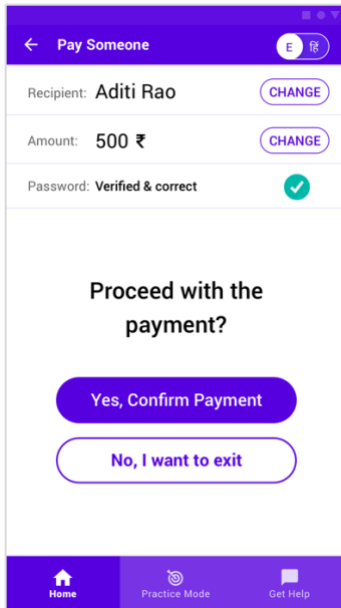 Pay Someone
E हिं
Recipient: Aditi Rao CHANGE
Amount: 500 ₹ CHANGE
Password: Verified & correct
Proceed with the
payment?
Yes, Confirm Payment
No, I want to exit
Home Practice Mode Get Help